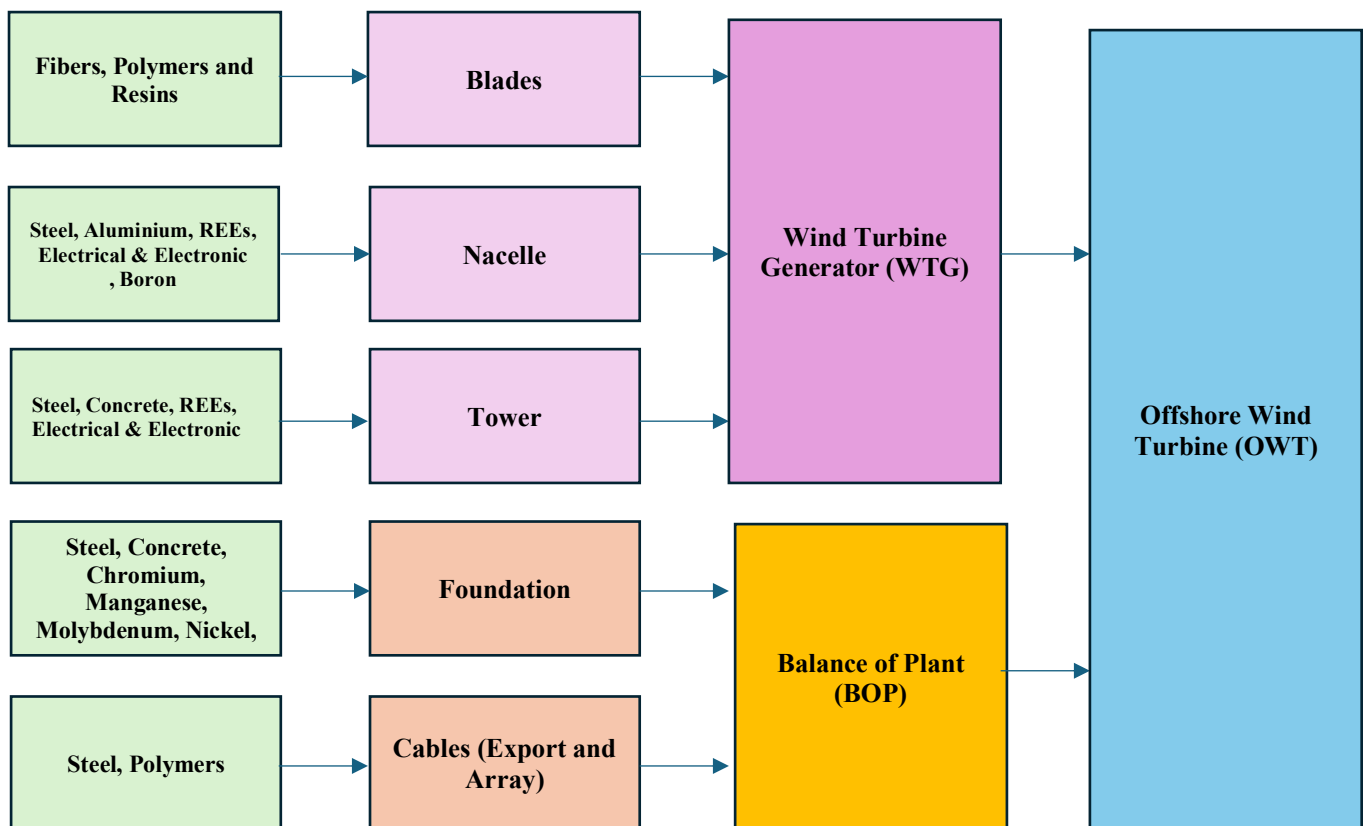 Fibers, Polymers and
Resins
Blades
Steel, Aluminium, REEs,
Electrical & Electronic
, Boron
Nacelle
Wind Turbine
Generator (WTG)
Steel, Concrete, REEs,
Electrical & Electronic
Tower
Offshore Wind
Turbine (OWT)
Steel, Concrete,
Chromium,
Manganese,
Molybdenum, Nickel,
Foundation
Balance of Plant
(BOP)
Steel, Polymers
Cables (Export and
Array)